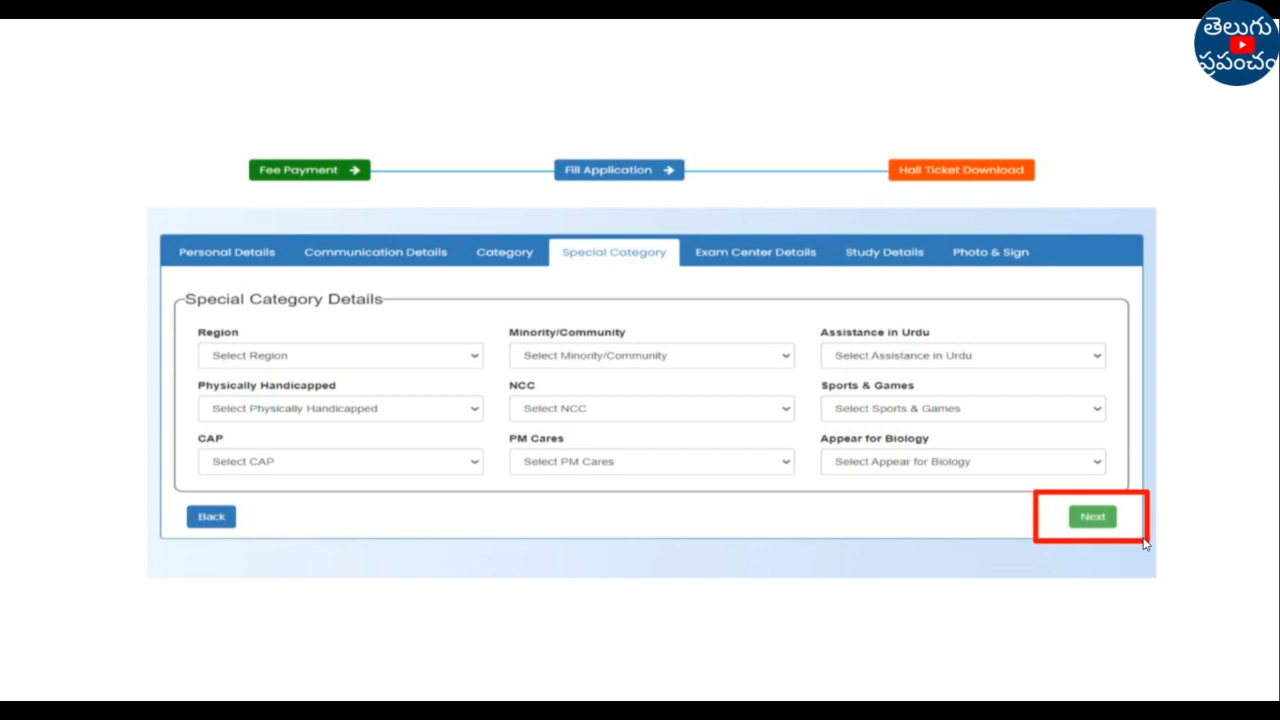 తెలుగు
ప్రపంచం
Fee Payment → Fill Application → Hall Ticket Download
Personal Details Communication Details Category Special Category Exam Center Details Study Details Photo & Sign
Special Category Details
Region Minority/Community Assistance in Urdu
Select Region Select Minority/Community Select Assistance in Urdu
Physically Handicapped NCC Sports & Games
Select Physically Handicapped Select NCC Select Sports & Games
CAP PM Cares Appear for Biology
Select CAP Select PM Cares Select Appear for Biology
Back Next